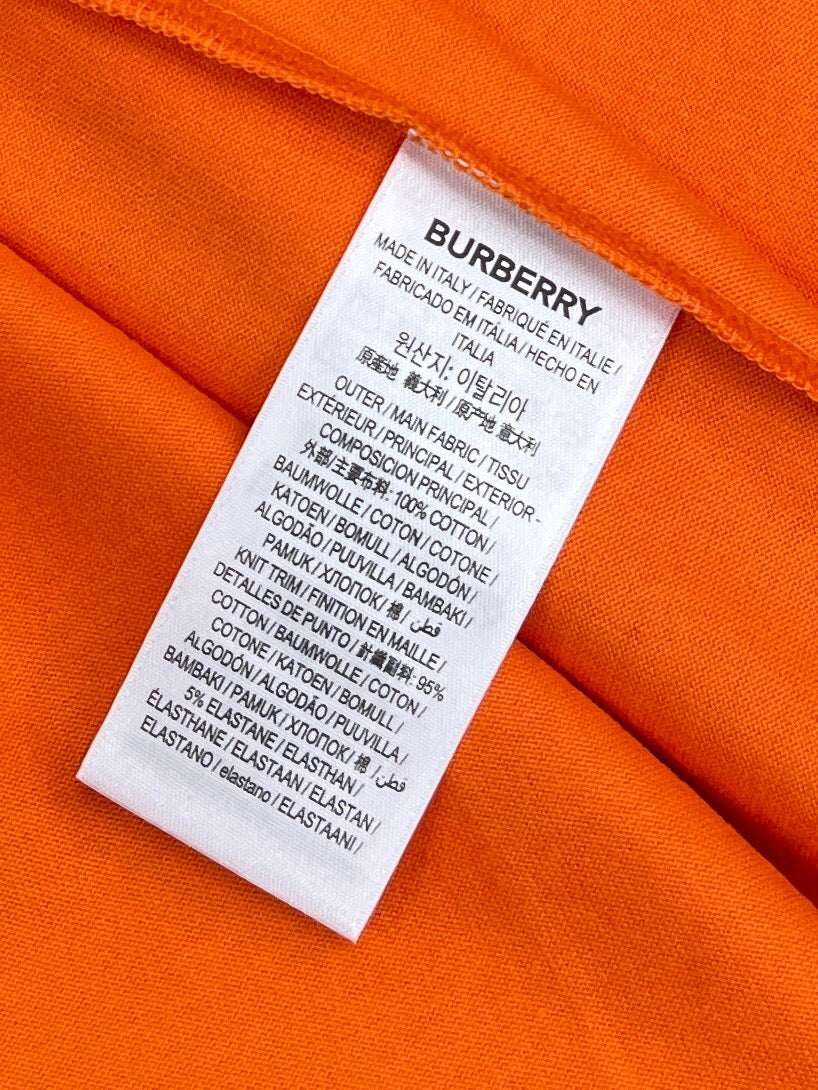 BURBERRY
MADE IN ITALY / FABRIQUÉ EN ITALIE /
FABRICADO EM ITÁLIA / HECHO EN
ITALIA
원산지: 이탈리아
原産地 義大利 / 原产地 意大利
OUTER / MAIN FABRIC / TISSU
EXTÉRIEUR / PRINCIPAL / EXTERIOR -
COMPOSICION PRINCIPAL /
外部/主要布料: 100% COTTON /
BAUMWOLLE / COTON / COTONE /
KATOEN / BOMULL / ALGODÓN /
ALGODÃO / PUUVILLA / BAMBAKI /
PAMUK / ХЛОПОК / 棉 / قطن
KNIT TRIM / FINITION EN MAILLE /
DETALLES DE PUNTO / 針織副料: 95%
COTTON / BAUMWOLLE / COTON /
COTONE / KATOEN / BOMULL /
ALGODÓN / ALGODÃO / PUUVILLA /
BAMBAKI / PAMUK / ХЛОПОК / 棉 / قطن
5% ELASTANE / ELASTHAN /
ÉLASTHANE / ELASTAAN / ELASTAN /
ELASTANO / elastano / ELASTAANI /